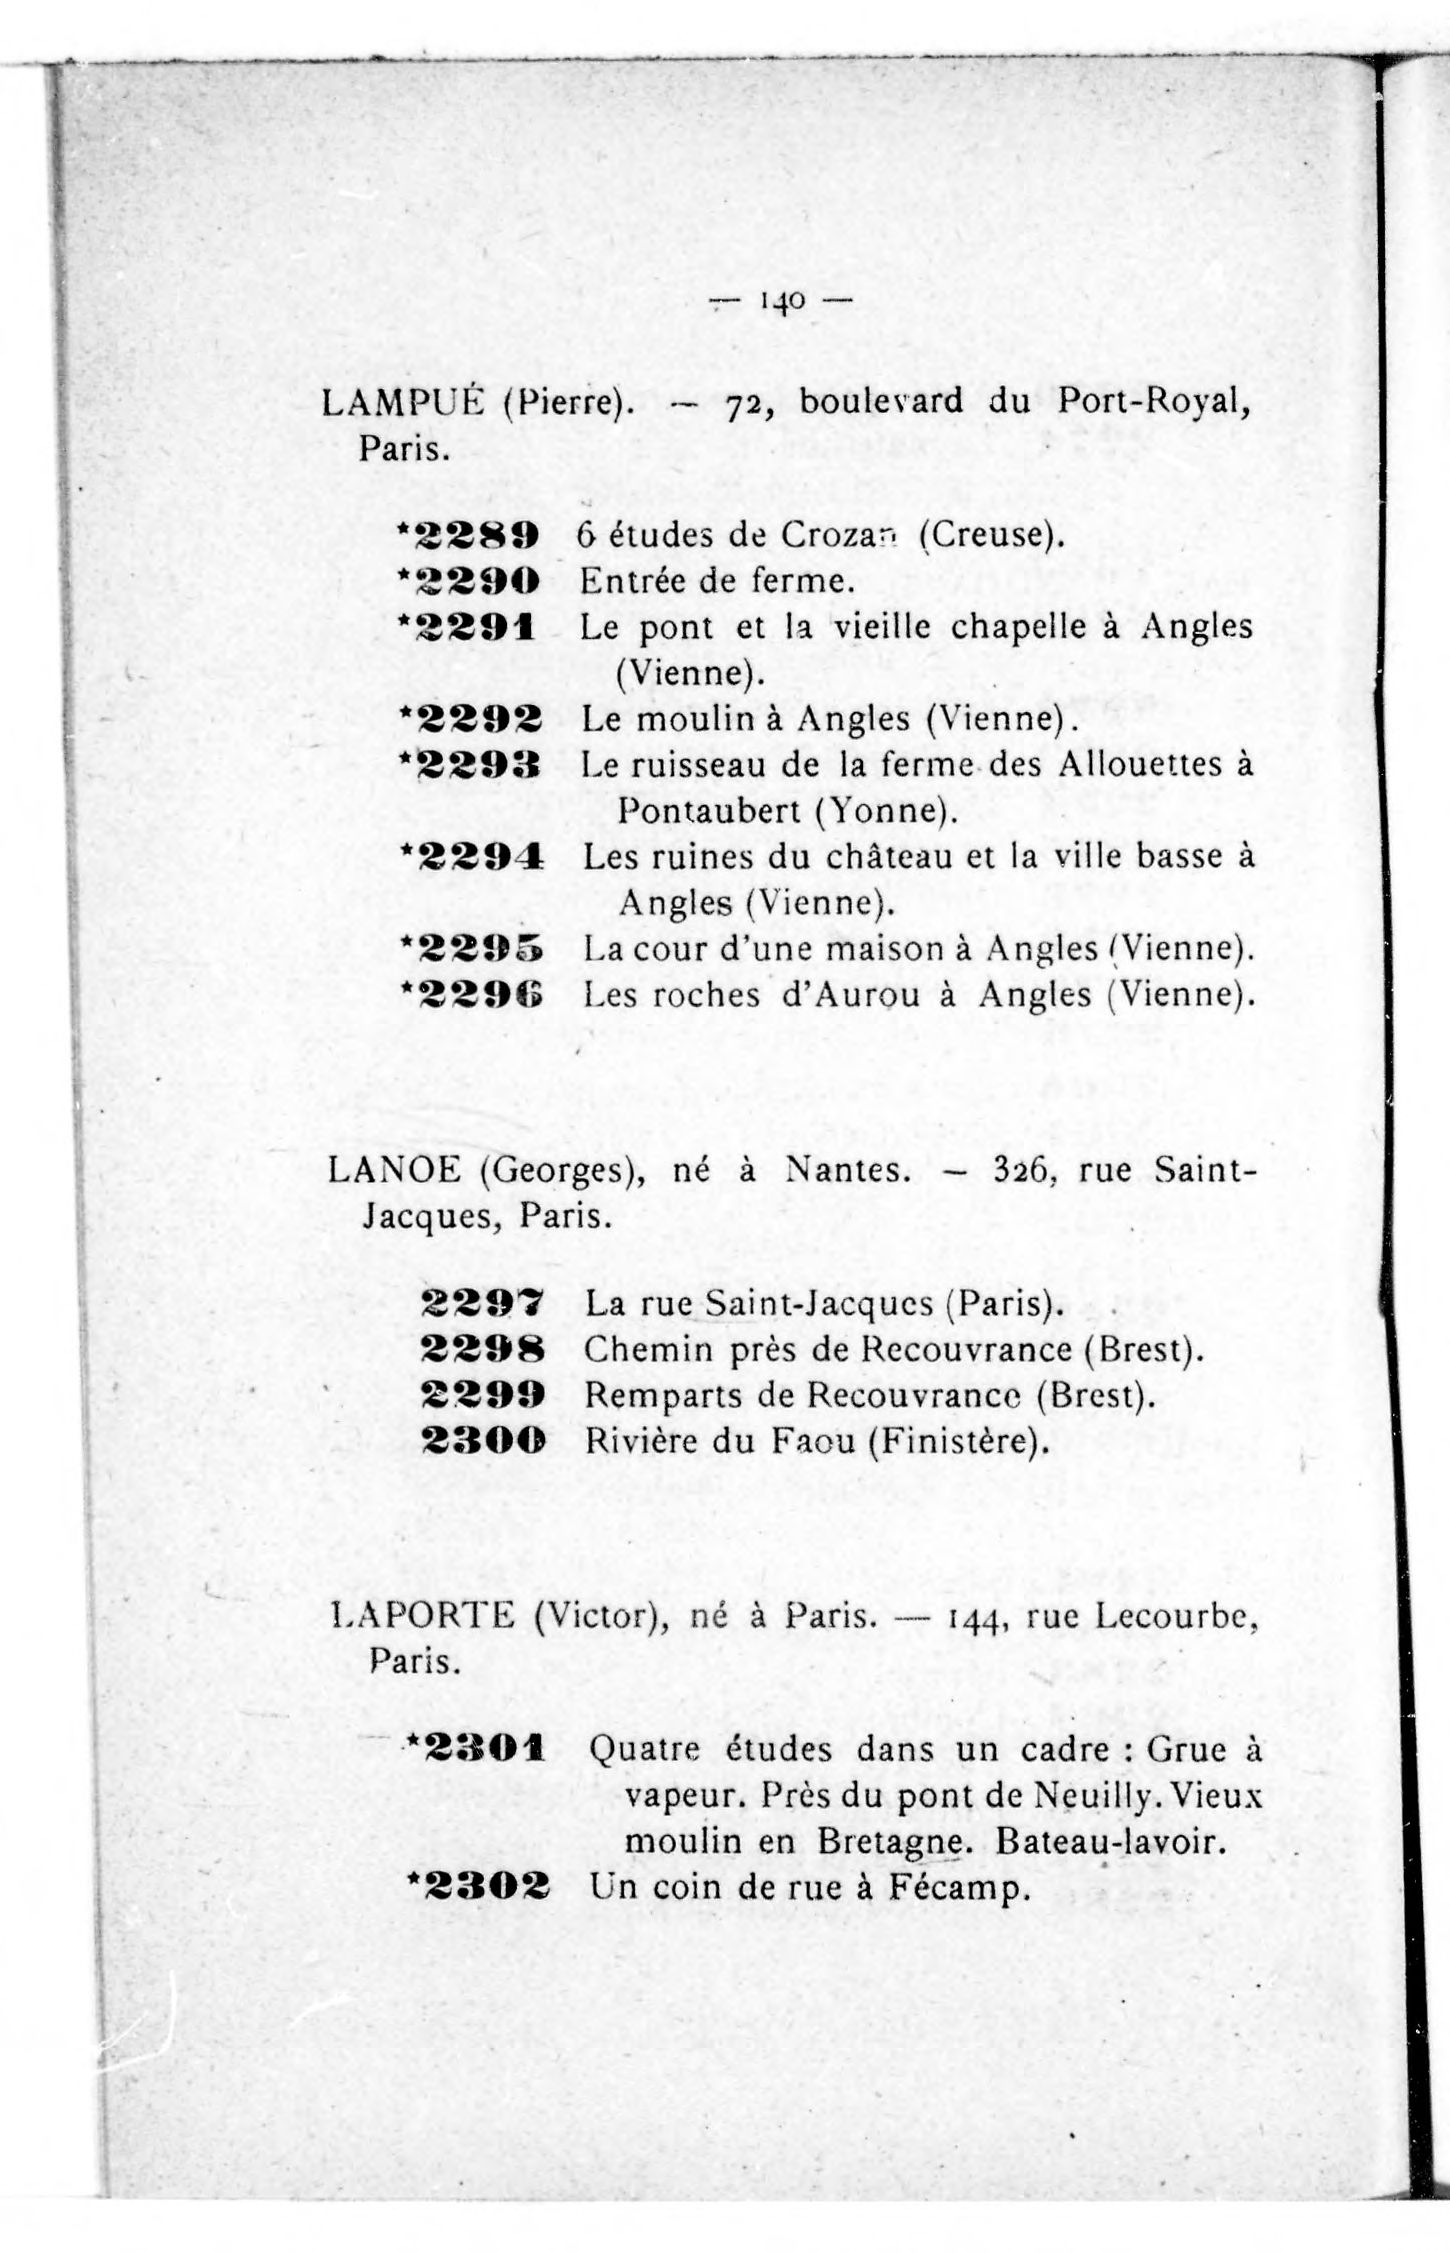 — 140 —
LAMPUÉ (Pierre). — 72, boulevard du Port-Royal,
Paris.
*2289 6 études de Crozan (Creuse).
*2290 Entrée de ferme.
*2291 Le pont et la vieille chapelle à Angles
(Vienne).
*2292 Le moulin à Angles (Vienne).
*2293 Le ruisseau de la ferme des Allouettes à
Pontaubert (Yonne).
*2294 Les ruines du château et la ville basse à
Angles (Vienne).
*2295 La cour d'une maison à Angles (Vienne).
*2296 Les roches d'Aurou à Angles (Vienne).
LANOE (Georges), né à Nantes. — 326, rue Saint-
Jacques, Paris.
2297 La rue Saint-Jacques (Paris).
2298 Chemin près de Recouvrance (Brest).
2299 Remparts de Recouvrance (Brest).
2300 Rivière du Faou (Finistère).
LAPORTE (Victor), né à Paris. — 144, rue Lecourbe,
Paris.
*2301 Quatre études dans un cadre : Grue à
vapeur. Près du pont de Neuilly. Vieux
moulin en Bretagne. Bateau-lavoir.
*2302 Un coin de rue à Fécamp.